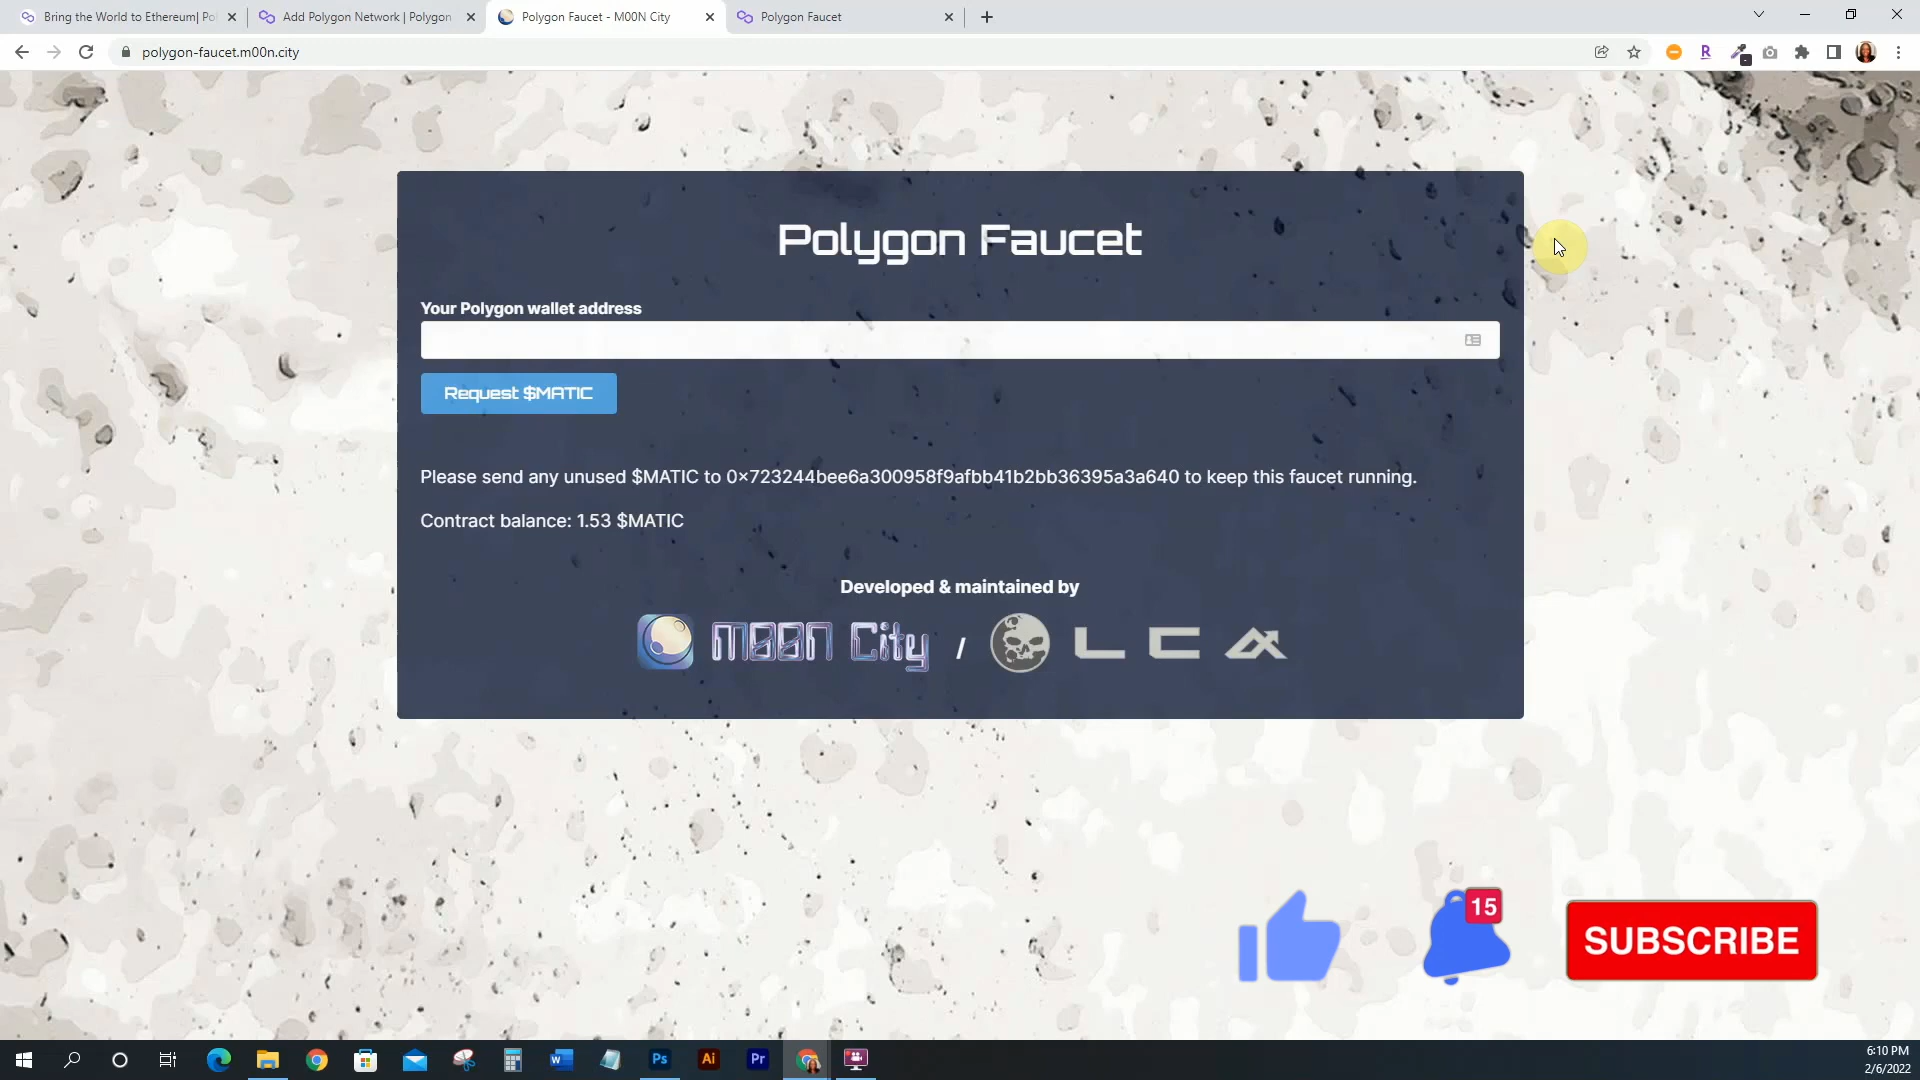 Bring the World to Ethereum| Po
Add Polygon Network | Polygon
Polygon Faucet - M00N City
Polygon Faucet
polygon-faucet.m00n.city
R
Polygon Faucet
Your Polygon wallet address
Request $MATIC
Please send any unused $MATIC to 0x723244bee6a300958f9afbb41b2bb36395a3a640 to keep this faucet running.
Contract balance: 1.53 $MATIC
Developed & maintained by
M00N City / LCA
15
SUBSCRIBE
W
Ps
Ai
Pr
6:10 PM
2/6/2022